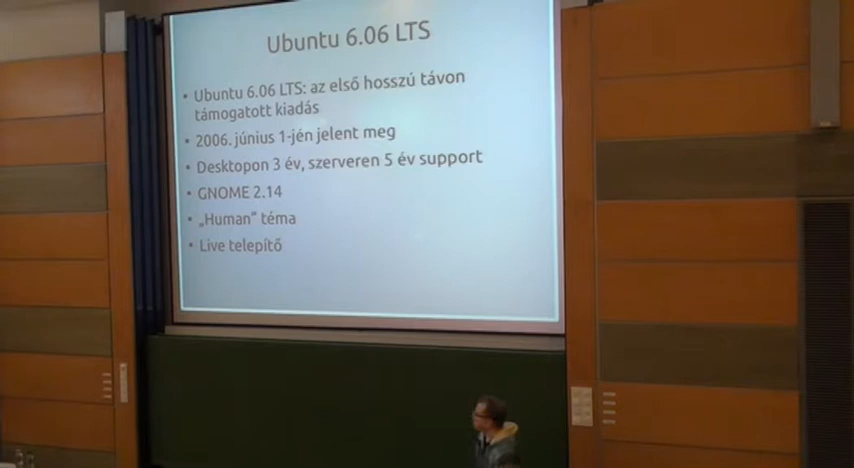 Ubuntu 6.06 LTS
• Ubuntu 6.06 LTS: az első hosszú távon
támogatott kiadás
• 2006. június 1-jén jelent meg
• Desktopon 3 év, szerveren 5 év support
• GNOME 2.14
• „Human” téma
• Live telepítő